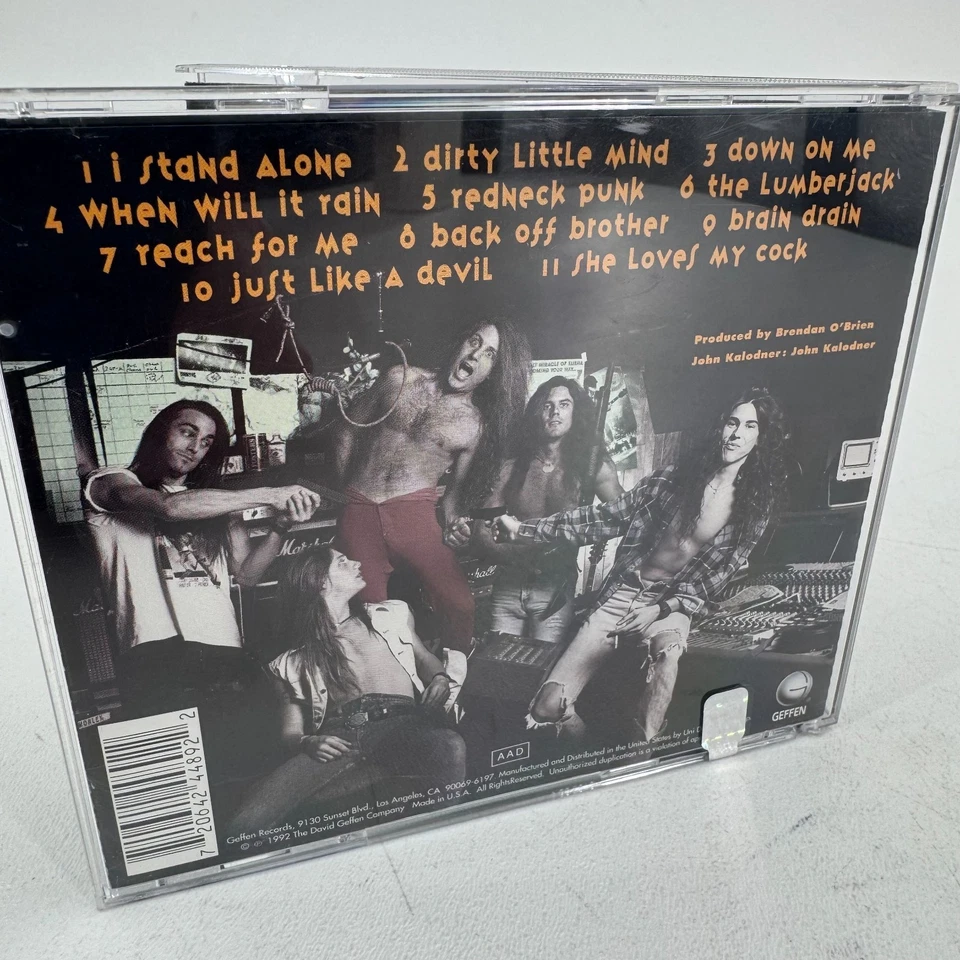 1 i stand alone 2 dirty little mind 3 down on me
4 when will it rain 5 redneck punk 6 the lumberjack
7 reach for me 8 back off brother 9 brain drain
10 just like a devil 11 she loves my cock
Produced by Brendan O'Brien
John Kalodner: John Kalodner
Marshall
GEFFEN
AAD
Geffen Records, 9130 Sunset Blvd., Los Angeles, CA 90069-6197 Manufactured and Distributed in the United States by Uni
© ℗ 1992 The David Geffen Company Made in U.S.A. All RightsReserved. Unauthorized duplication is a violation of
7 20642 44892 2